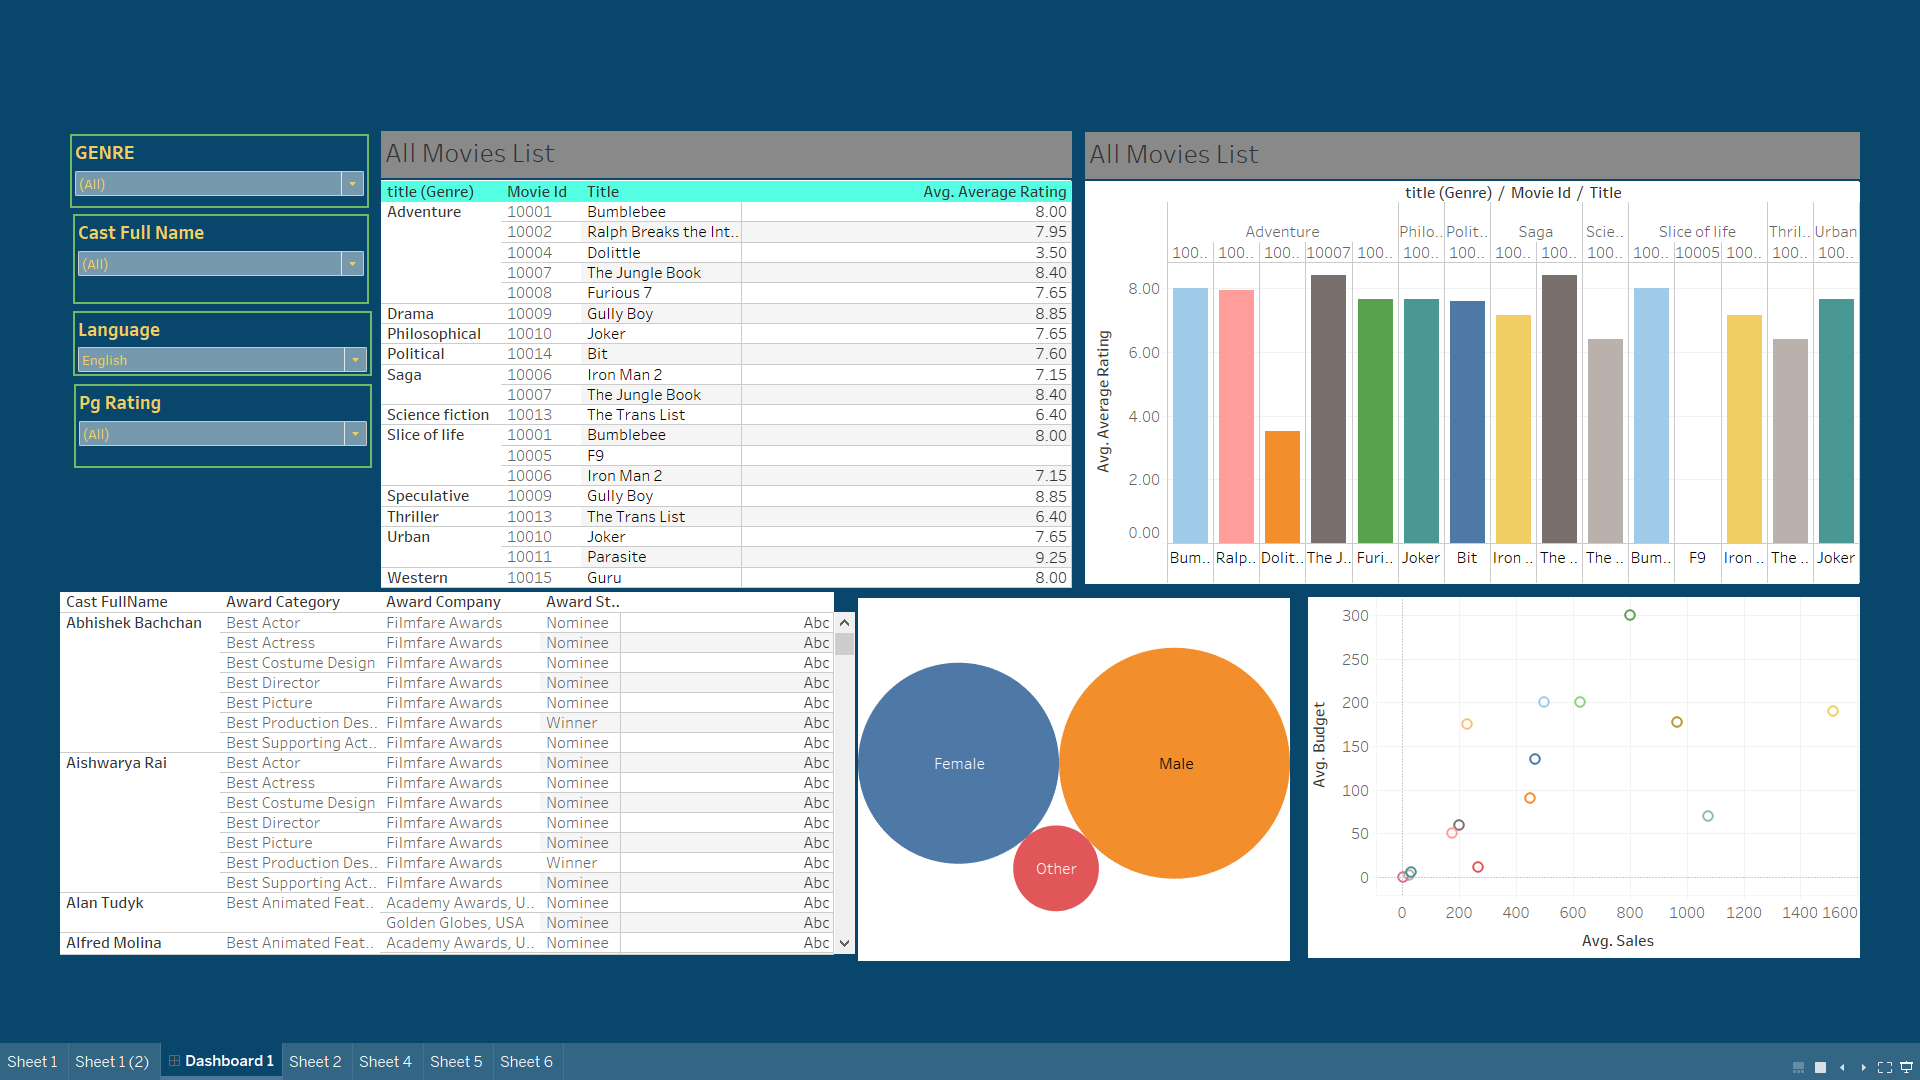 GENRE
(All)
Cast Full Name
(All)
Language
English
Pg Rating
(All)
All Movies List
title (Genre) Movie Id Title Avg. Average Rating
Adventure 10001 Bumblebee 8.00
10002 Ralph Breaks the Int.. 7.95
10004 Dolittle 3.50
10007 The Jungle Book 8.40
10008 Furious 7 7.65
Drama 10009 Gully Boy 8.85
Philosophical 10010 Joker 7.65
Political 10014 Bit 7.60
Saga 10006 Iron Man 2 7.15
10007 The Jungle Book 8.40
Science fiction 10013 The Trans List 6.40
Slice of life 10001 Bumblebee 8.00
10005 F9
10006 Iron Man 2 7.15
Speculative 10009 Gully Boy 8.85
Thriller 10013 The Trans List 6.40
Urban 10010 Joker 7.65
10011 Parasite 9.25
Western 10015 Guru 8.00
All Movies List
title (Genre) / Movie Id / Title
Adventure Philo.. Polit.. Saga Scie.. Slice of life Thril.. Urban
100.. 100.. 100.. 10007 100.. 100.. 100.. 100.. 100.. 100.. 100.. 10005 100.. 100.. 100..
Avg. Average Rating
8.00
6.00
4.00
2.00
0.00
Bum.. Ralp.. Dolit.. The J.. Furi.. Joker Bit Iron .. The .. The .. Bum.. F9 Iron .. The .. Joker
Cast FullName Award Category Award Company Award St..
Abhishek Bachchan Best Actor Filmfare Awards Nominee Abc
Best Actress Filmfare Awards Nominee Abc
Best Costume Design Filmfare Awards Nominee Abc
Best Director Filmfare Awards Nominee Abc
Best Picture Filmfare Awards Nominee Abc
Best Production Des.. Filmfare Awards Winner Abc
Best Supporting Act.. Filmfare Awards Nominee Abc
Aishwarya Rai Best Actor Filmfare Awards Nominee Abc
Best Actress Filmfare Awards Nominee Abc
Best Costume Design Filmfare Awards Nominee Abc
Best Director Filmfare Awards Nominee Abc
Best Picture Filmfare Awards Nominee Abc
Best Production Des.. Filmfare Awards Winner Abc
Best Supporting Act.. Filmfare Awards Nominee Abc
Alan Tudyk Best Animated Feat.. Academy Awards, U.. Nominee Abc
Golden Globes, USA Nominee Abc
Alfred Molina Best Animated Feat.. Academy Awards, U.. Nominee Abc
Female
Male
Other
Avg. Budget
300
250
200
150
100
50
0
0 200 400 600 800 1000 1200 1400 1600
Avg. Sales
Sheet 1 Sheet 1 (2) Dashboard 1 Sheet 2 Sheet 4 Sheet 5 Sheet 6